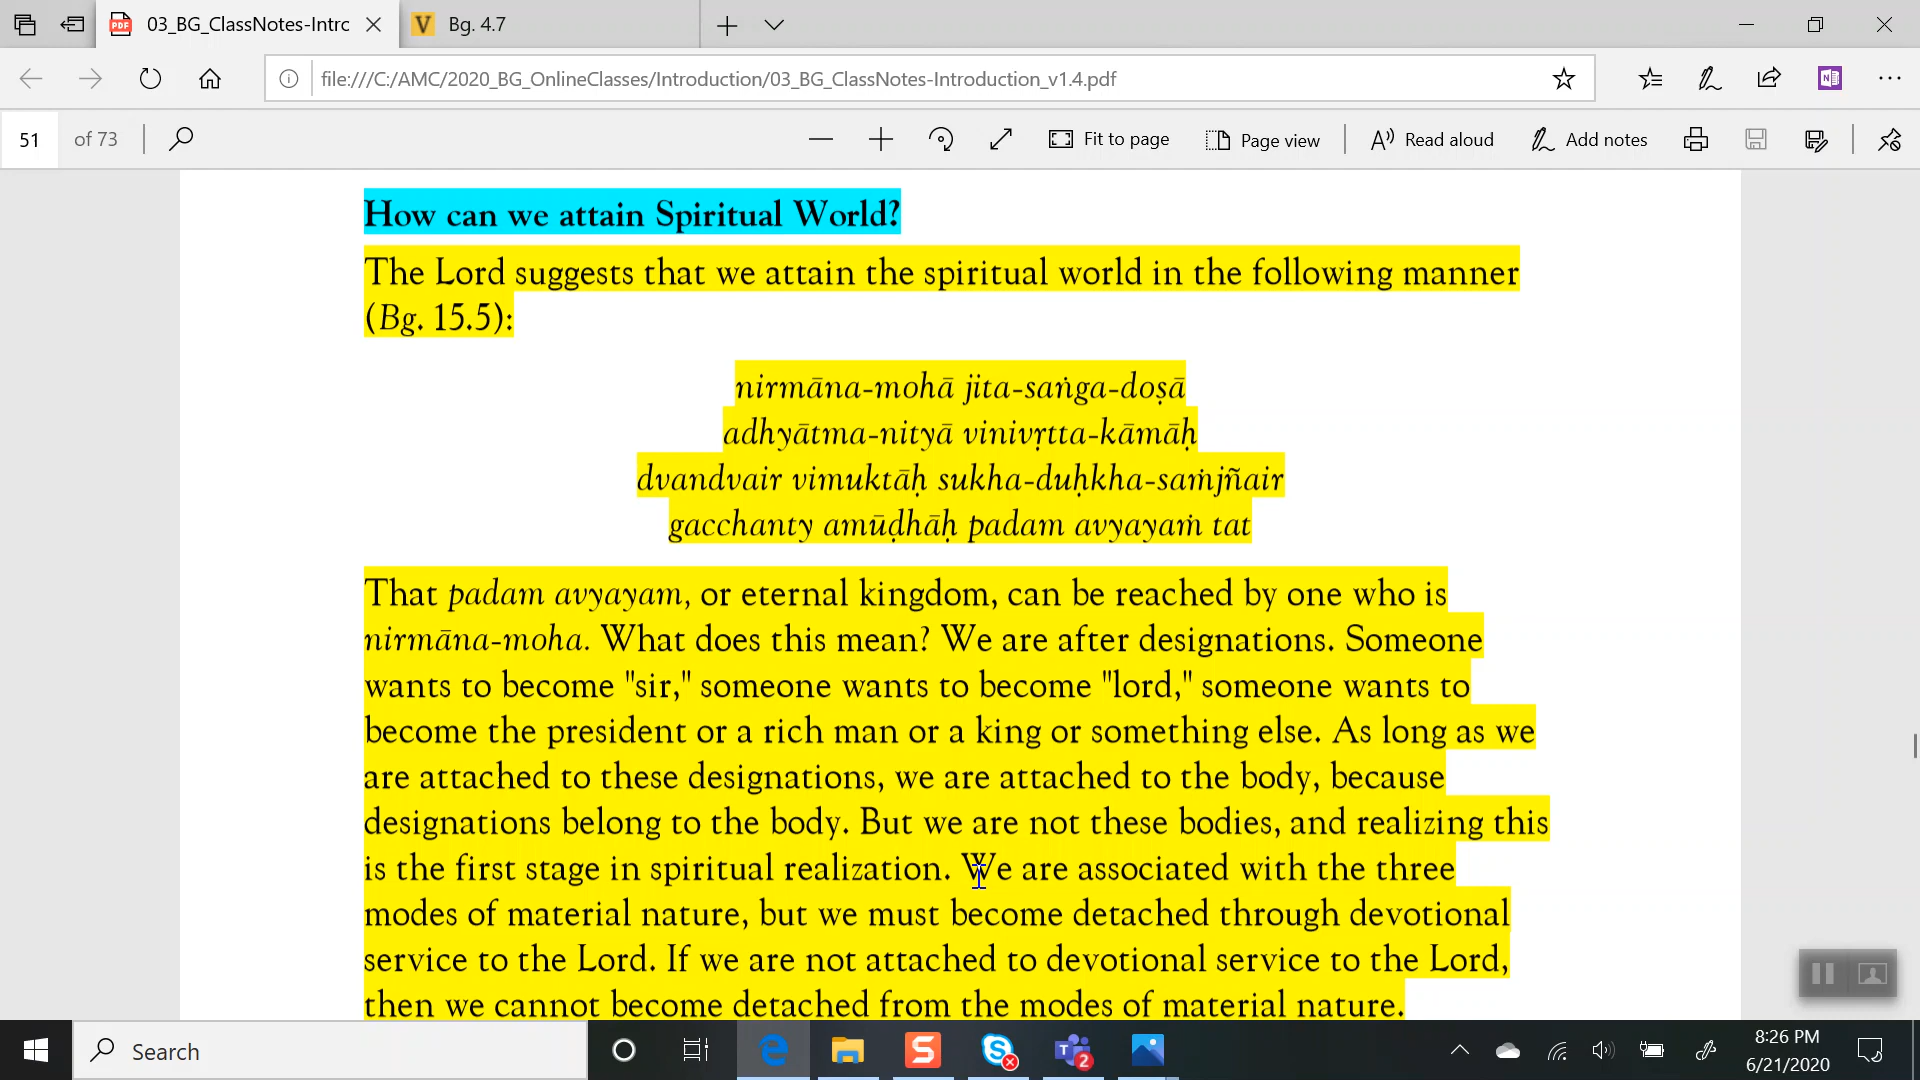 03_BG_ClassNotes-Intrc
Bg. 4.7
file:///C:/AMC/2020_BG_OnlineClasses/Introduction/03_BG_ClassNotes-Introduction_v1.4.pdf
51 of 73
Fit to page
Page view
Read aloud
Add notes
How can we attain Spiritual World?
The Lord suggests that we attain the spiritual world in the following manner
(Bg. 15.5):
nirmāna-mohā jita-saṅga-doṣā
adhyātma-nityā vinivṛtta-kāmāḥ
dvandvair vimuktāḥ sukha-duḥkha-saṁjñair
gacchanty amūḍhāḥ padam avyayaṁ tat
That padam avyayam, or eternal kingdom, can be reached by one who is
nirmāna-moha. What does this mean? We are after designations. Someone
wants to become "sir," someone wants to become "lord," someone wants to
become the president or a rich man or a king or something else. As long as we
are attached to these designations, we are attached to the body, because
designations belong to the body. But we are not these bodies, and realizing this
is the first stage in spiritual realization. We are associated with the three
modes of material nature, but we must become detached through devotional
service to the Lord. If we are not attached to devotional service to the Lord,
then we cannot become detached from the modes of material nature.
Search
2
8:26 PM
6/21/2020